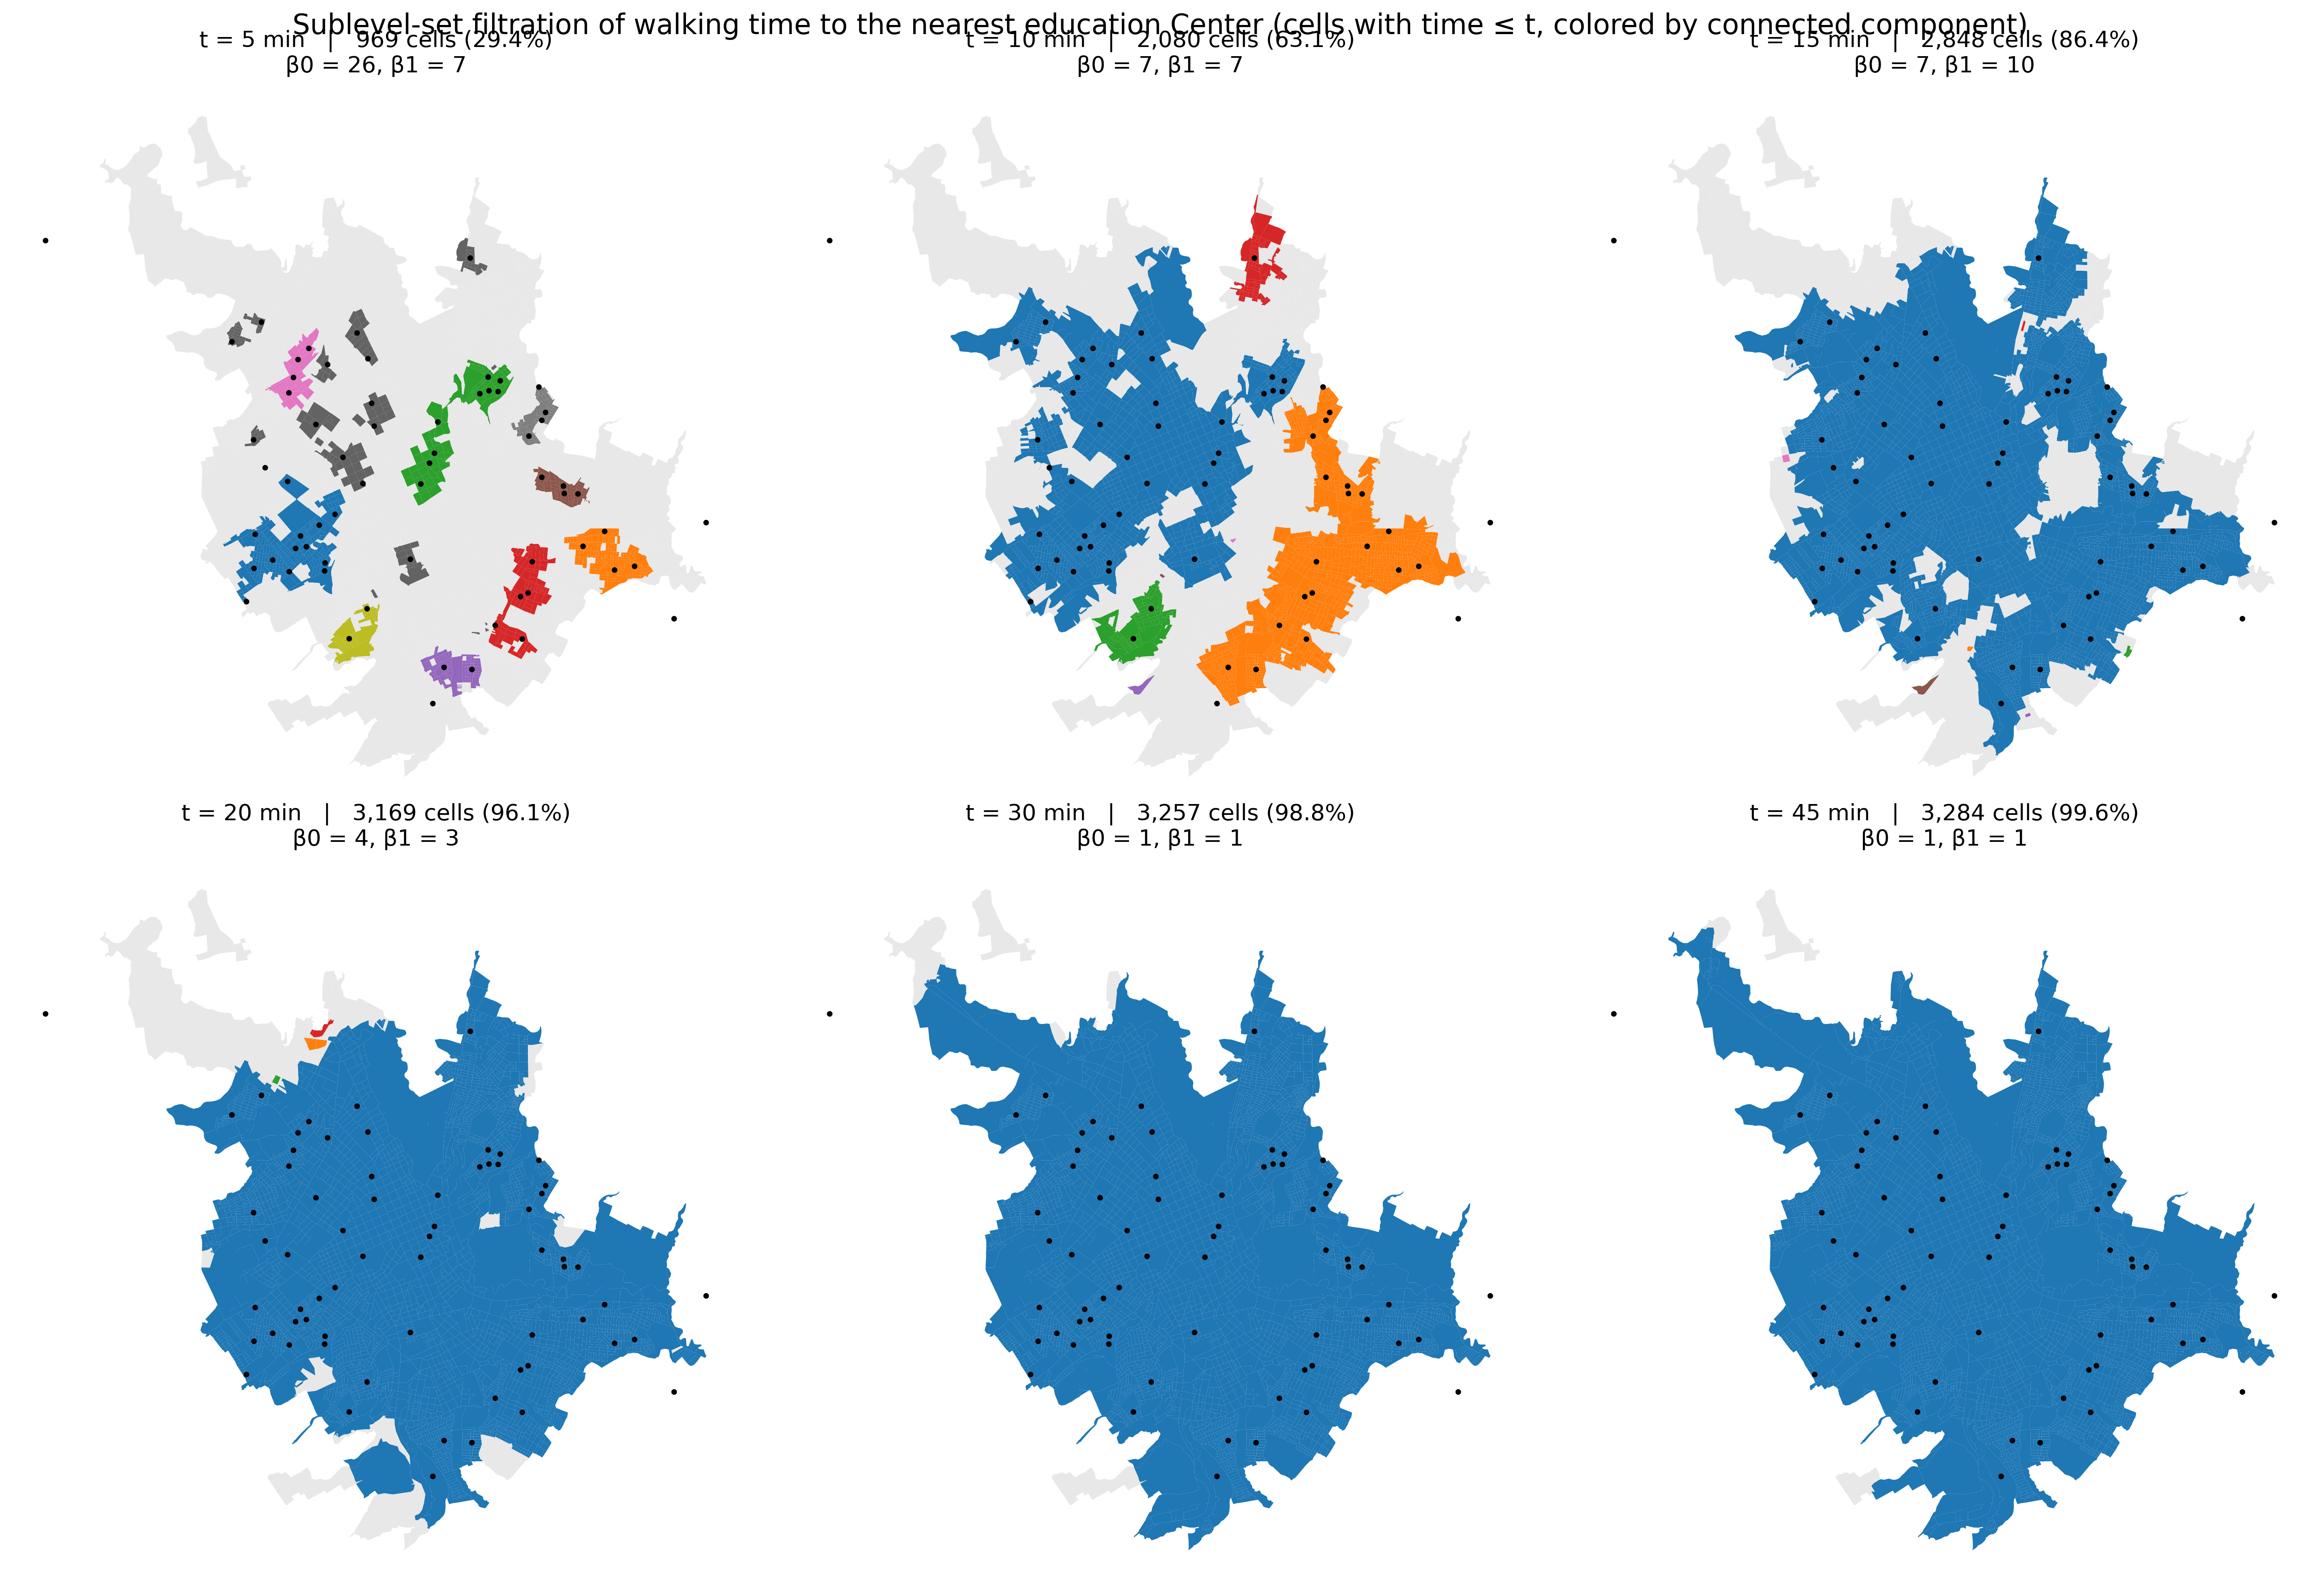 Sublevel-set filtration of walking time to the nearest education Center (cells with time ≤ t, colored by connected component)
t = 5 min | 969 cells (29.4%)
β0 = 26, β1 = 7
t = 10 min | 2,080 cells (63.1%)
β0 = 7, β1 = 7
t = 15 min | 2,848 cells (86.4%)
β0 = 7, β1 = 10
t = 20 min | 3,169 cells (96.1%)
β0 = 4, β1 = 3
t = 30 min | 3,257 cells (98.8%)
β0 = 1, β1 = 1
t = 45 min | 3,284 cells (99.6%)
β0 = 1, β1 = 1